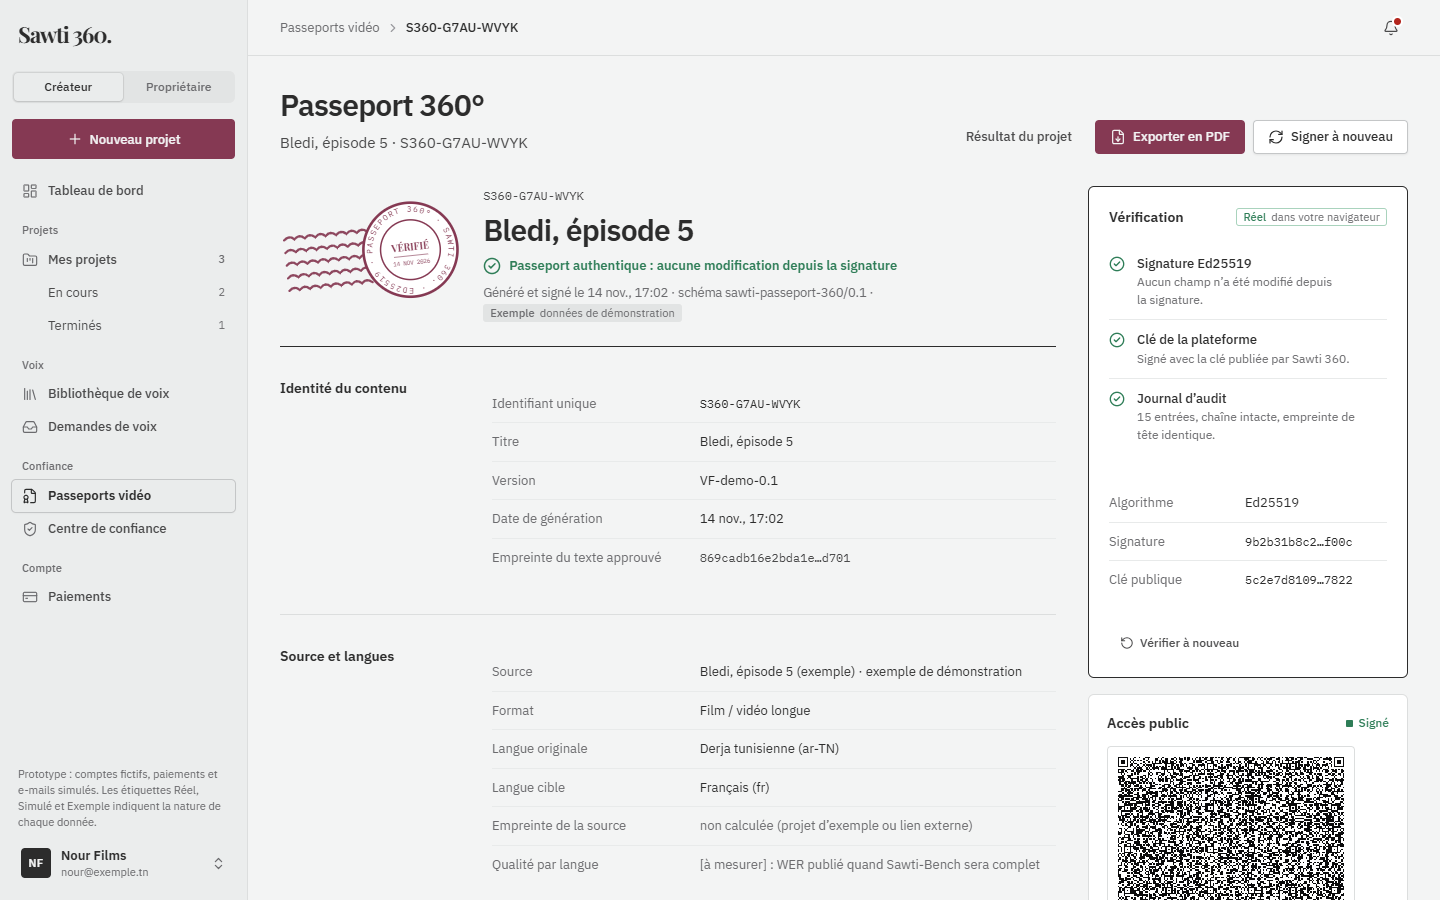 Sawti 360.
Créateur
Propriétaire
Nouveau projet
Tableau de bord
Projets
Mes projets 3
En cours 2
Terminés 1
Voix
Bibliothèque de voix
Demandes de voix
Confiance
Passeports vidéo
Centre de confiance
Compte
Paiements
Prototype : comptes fictifs, paiements et
e-mails simulés. Les étiquettes Réel,
Simulé et Exemple indiquent la nature de
chaque donnée.
NF
Nour Films
nour@exemple.tn
Passeports vidéo
S360-G7AU-WVYK
Passeport 360°
Bledi, épisode 5 · S360-G7AU-WVYK
Résultat du projet
Exporter en PDF
Signer à nouveau
PASSEPORT 360° · SAWTI 360 · ED25519 ·
VÉRIFIÉ
14 NOV 2026
S360-G7AU-WVYK
Bledi, épisode 5
Passeport authentique : aucune modification depuis la signature
Généré et signé le 14 nov., 17:02 · schéma sawti-passeport-360/0.1 ·
Exemple données de démonstration
Identité du contenu
Identifiant unique S360-G7AU-WVYK
Titre Bledi, épisode 5
Version VF-demo-0.1
Date de génération 14 nov., 17:02
Empreinte du texte approuvé 869cadb16e2bda1e…d701
Source et langues
Source Bledi, épisode 5 (exemple) · exemple de démonstration
Format Film / vidéo longue
Langue originale Derja tunisienne (ar-TN)
Langue cible Français (fr)
Empreinte de la source non calculée (projet d’exemple ou lien externe)
Qualité par langue [à mesurer] : WER publié quand Sawti-Bench sera complet
Vérification
Réel dans votre navigateur
Signature Ed25519
Aucun champ n’a été modifié depuis
la signature.
Clé de la plateforme
Signé avec la clé publiée par Sawti 360.
Journal d’audit
15 entrées, chaîne intacte, empreinte de
tête identique.
Algorithme Ed25519
Signature 9b2b31b8c2…f00c
Clé publique 5c2e7d8109…7822
Vérifier à nouveau
Accès public
Signé